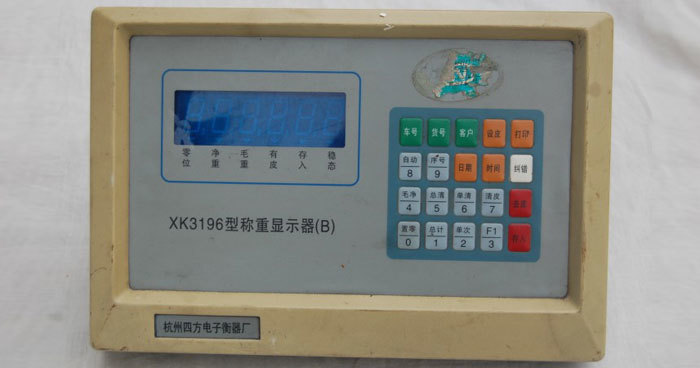 零位 净重 毛重 有皮 存入 稳态
XK3196型称重显示器(B)
杭州四方电子衡器厂
车号 货号 客户 设皮 打印
自动 8 序号 9 日期 时间 纠错
毛净 4 总清 5 单清 6 清皮 7
置零 0 总计 1 单次 2 F1 3 存入